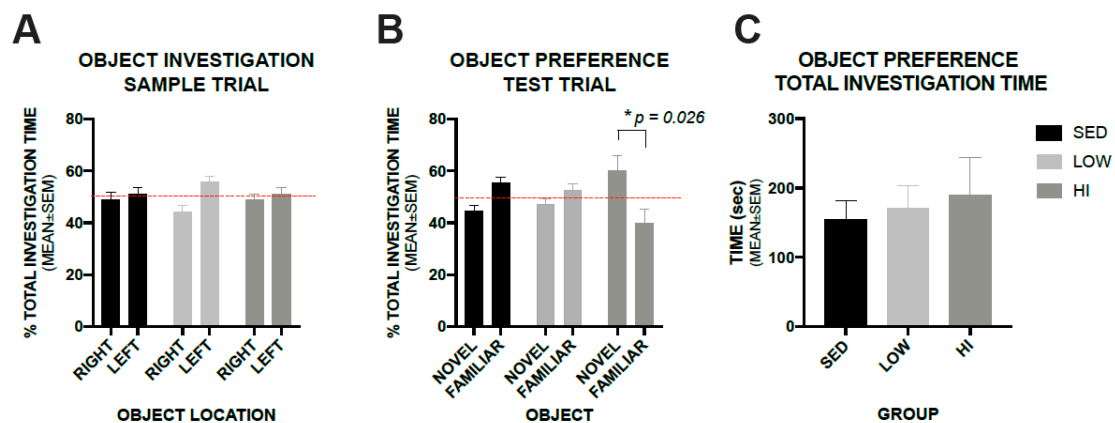 A
OBJECT INVESTIGATION
SAMPLE TRIAL
% TOTAL INVESTIGATION TIME
(MEAN±SEM)
80
60
40
20
0
RIGHT
LEFT
RIGHT
LEFT
RIGHT
LEFT
OBJECT LOCATION
B
OBJECT PREFERENCE
TEST TRIAL
% TOTAL INVESTIGATION TIME
(MEAN±SEM)
80
60
40
20
0
* p = 0.026
NOVEL
FAMILIAR
NOVEL
FAMILIAR
NOVEL
FAMILIAR
OBJECT
C
OBJECT PREFERENCE
TOTAL INVESTIGATION TIME
TIME (sec)
(MEAN±SEM)
300
200
100
0
SED
LOW
HI
GROUP
SED
LOW
HI